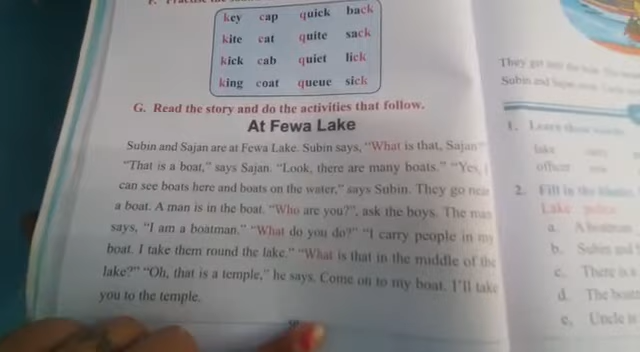 key cap quick back
kite cat quite sack
kick cab quiet lick
king coat queue sick
G. Read the story and do the activities that follow.
At Fewa Lake
Subin and Sajan are at Fewa Lake. Subin says, "What is that, Sajan"
"That is a boat," says Sajan. "Look, there are many boats." "Yes, I
can see boats here and boats on the water," says Subin. They go near
a boat. A man is in the boat. "Who are you?", ask the boys. The man
says, "I am a boatman." "What do you do?" "I carry people in my
boat. I take them round the lake." "What is that in the middle of the
lake?" "Oh, that is a temple," he says. Come on to my boat. I'll take
you to the temple.
They get
Subin and
1. Learn these words
lake
officer
2. Fill in the
Lake
a. A boatman
b. Subin and
c. There is a
d. The boat
e. Uncle is